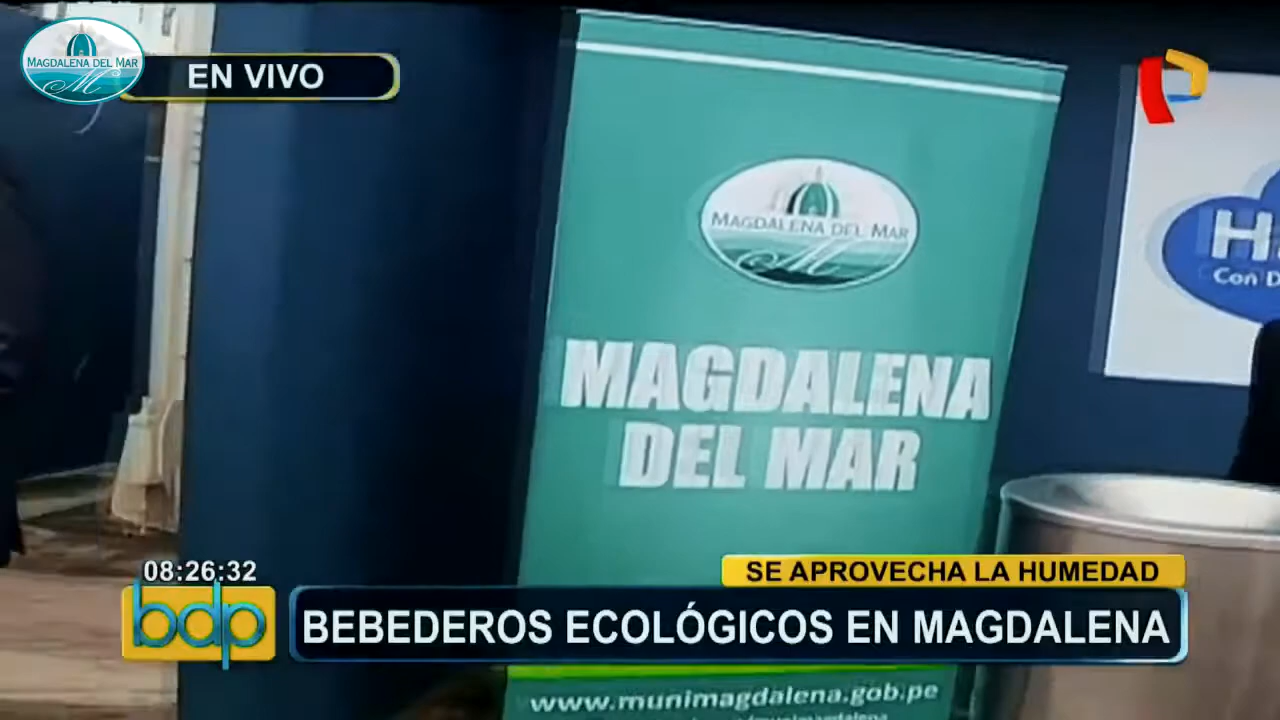 MAGDALENA DEL MAR
M
EN VIVO
MAGDALENA DEL MAR
M
Con D
MAGDALENA
DEL MAR
08:26:32
SE APROVECHA LA HUMEDAD
bdp
BEBEDEROS ECOLÓGICOS EN MAGDALENA
www.munimagdalena.gob.pe